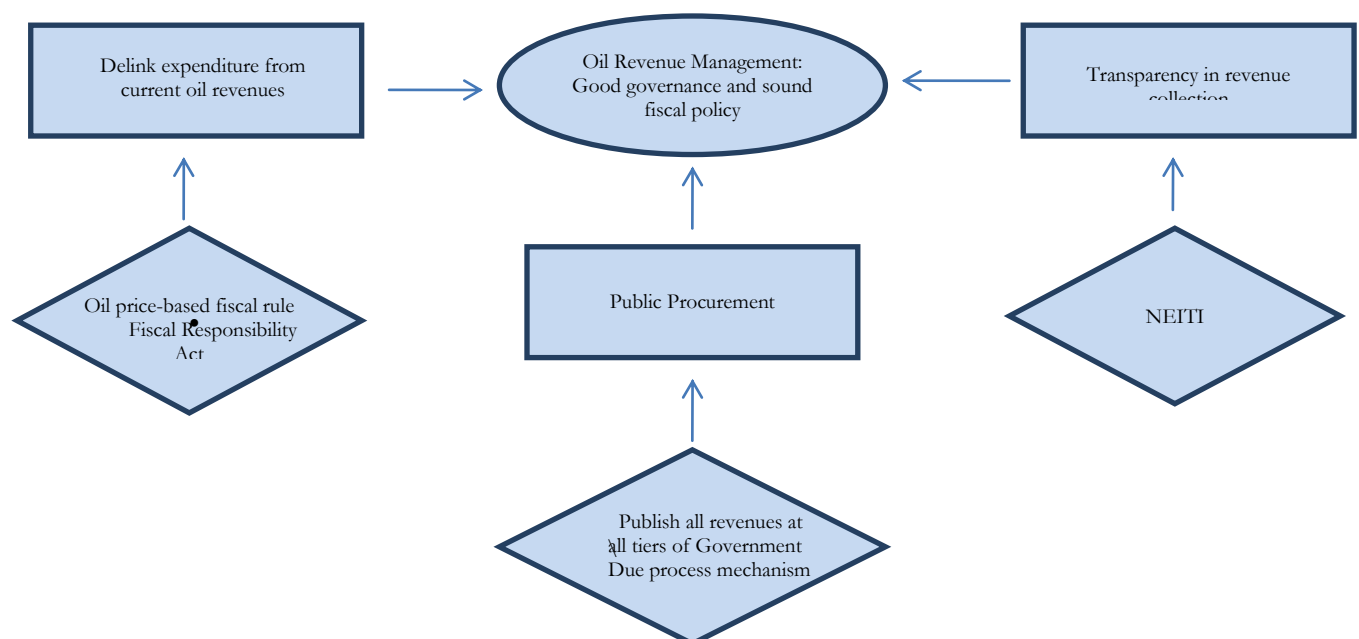 Delink expenditure from
current oil revenues
Oil Revenue Management:
Good governance and sound
fiscal policy
Transparency in revenue
collection
Oil price-based fiscal rule
Fiscal Responsibility
Act
Public Procurement
NEITI
Publish all revenues at
\all tiers of Government
Due process mechanism